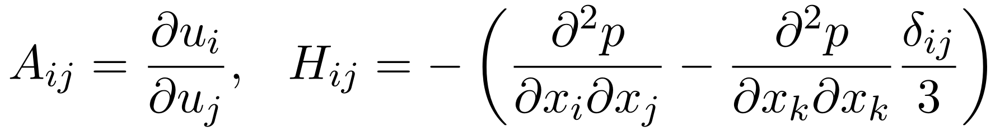 $A_{ij} = \frac{\partial u_i}{\partial u_j}, \quad H_{ij} = -\left(\frac{\partial^2 p}{\partial x_i \partial x_j} - \frac{\partial^2 p}{\partial x_k \partial x_k} \frac{\delta_{ij}}{3}\right)$